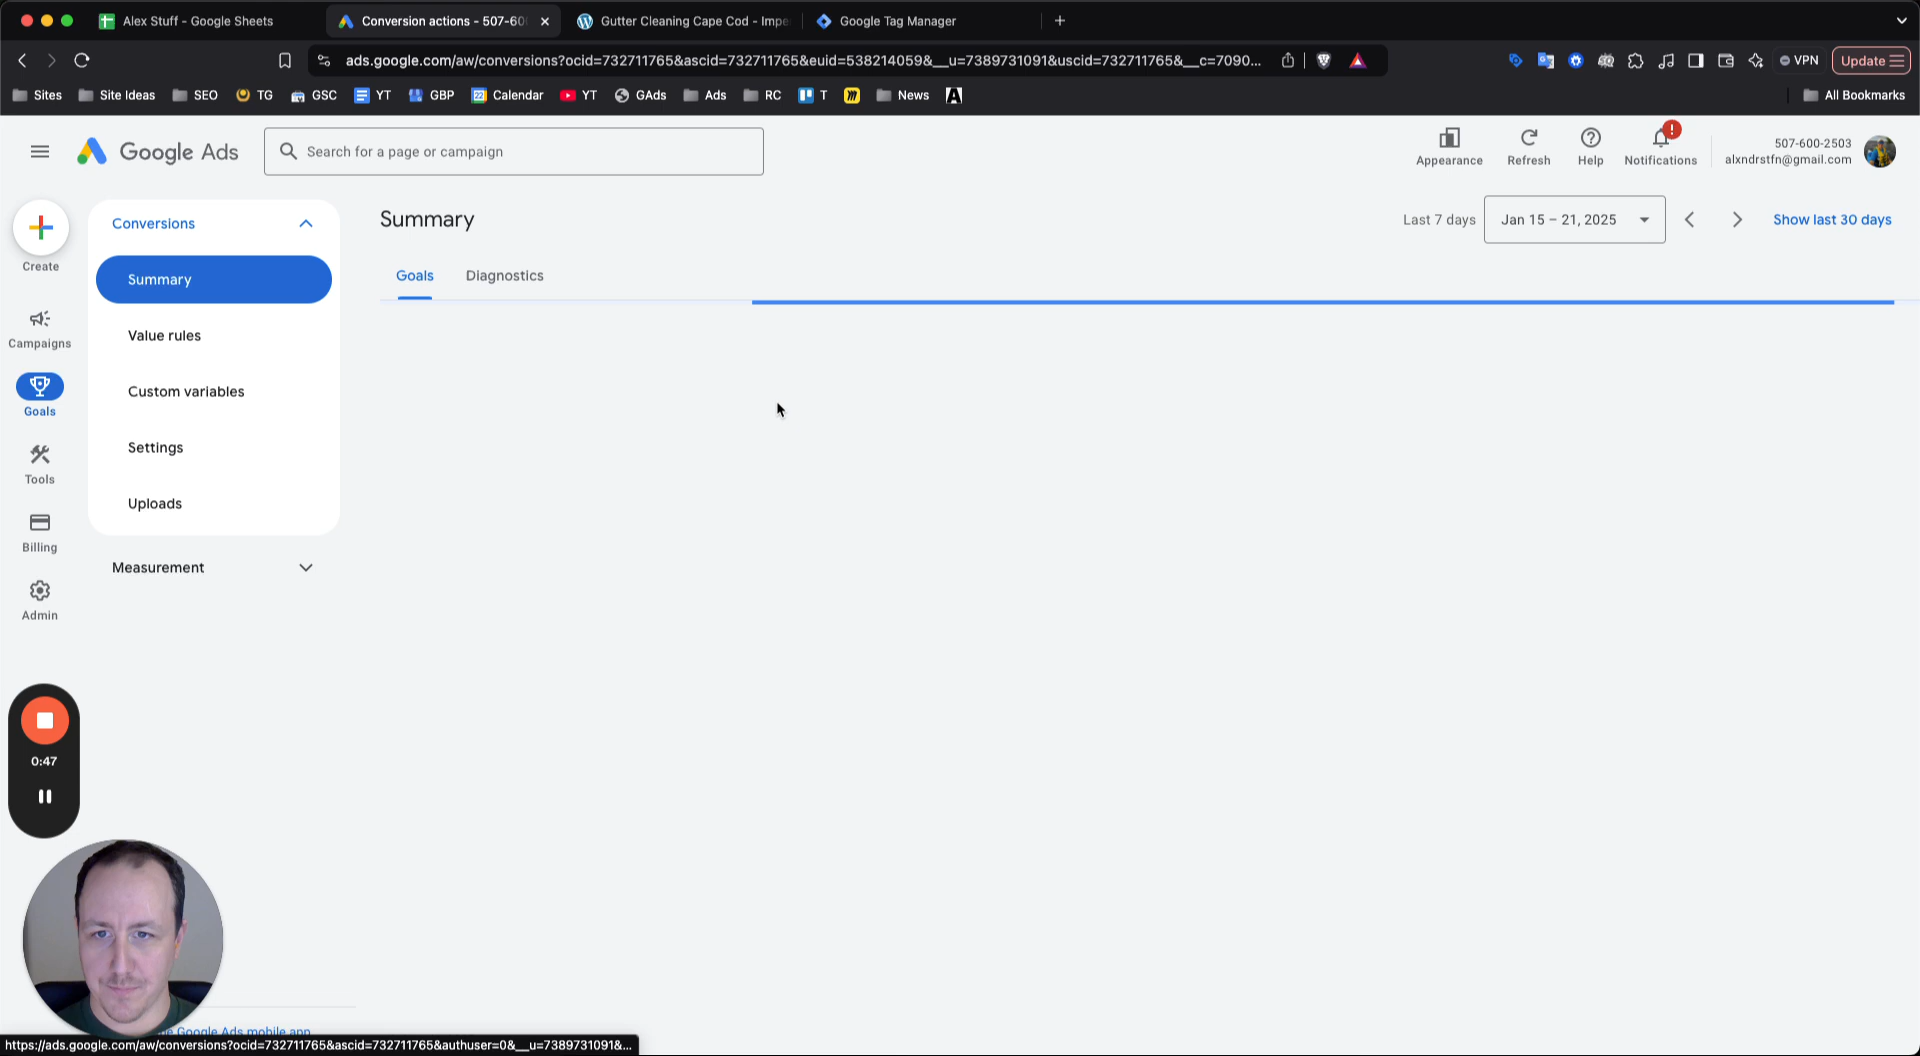 Alex Stuff - Google Sheets
Conversion actions - 507-60
Gutter Cleaning Cape Cod - Impe
Google Tag Manager
ads.google.com/aw/conversions?ocid=732711765&ascid=732711765&euid=538214059&__u=7389731091&uscid=732711765&__c=7090...
VPN
Update
Sites
Site Ideas
SEO
TG
GSC
YT
GBP
Calendar
YT
GAds
Ads
RC
T
News
All Bookmarks
Google Ads
Search for a page or campaign
Appearance
Refresh
Help
Notifications
507-600-2503
alxndrstfn@gmail.com
Create
Campaigns
Goals
Tools
Billing
Admin
Conversions
Summary
Value rules
Custom variables
Settings
Uploads
Measurement
Summary
Last 7 days
Jan 15 – 21, 2025
Show last 30 days
Goals
Diagnostics
0:47
Google Ads mobile app
https://ads.google.com/aw/conversions?ocid=732711765&ascid=732711765&authuser=0&__u=7389731091&...